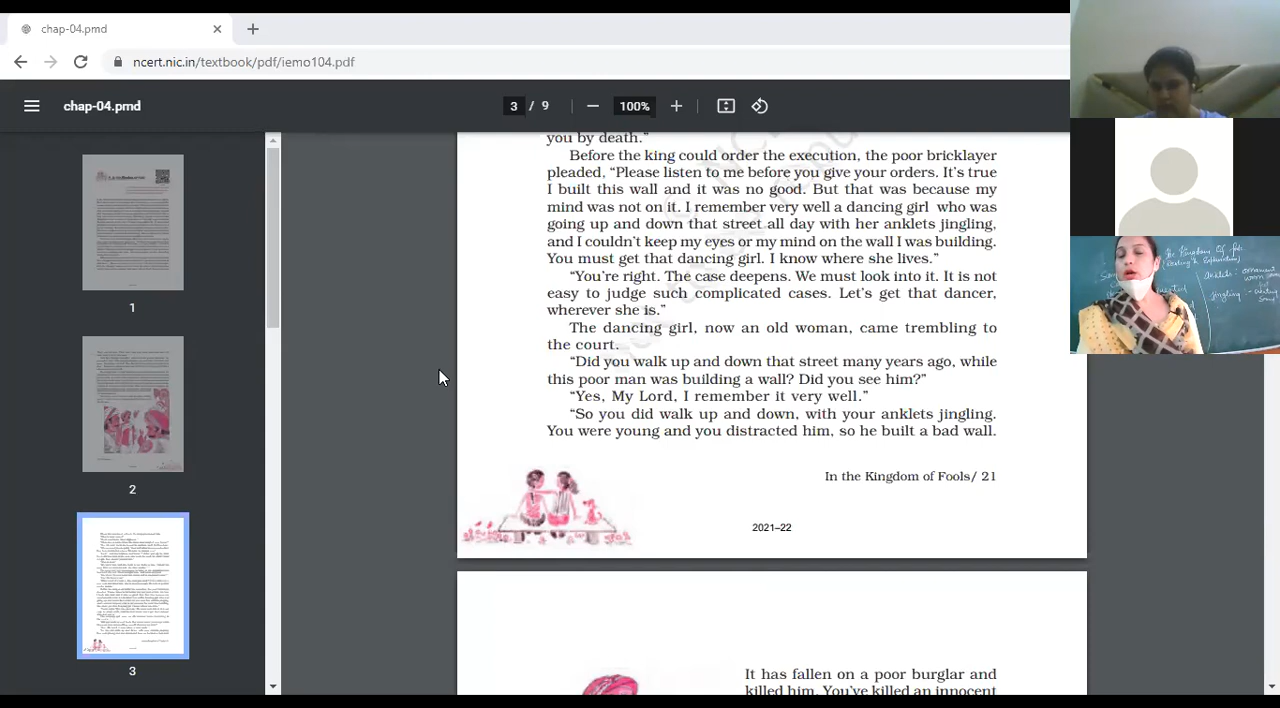 chap-04.pmd
ncert.nic.in/textbook/pdf/iemo104.pdf
chap-04.pmd
3 / 9
100%
1
2
3
you by death."
Before the king could order the execution, the poor bricklayer
pleaded, “Please listen to me before you give your orders. It’s true
I built this wall and it was no good. But that was because my
mind was not on it. I remember very well a dancing girl who was
going up and down that street all day with her anklets jingling,
and I couldn’t keep my eyes or my mind on the wall I was building.
You must get that dancing girl. I know where she lives.”
“You’re right. The case deepens. We must look into it. It is not
easy to judge such complicated cases. Let’s get that dancer,
wherever she is.”
The dancing girl, now an old woman, came trembling to
the court.
“Did you walk up and down that street many years ago, while
this poor man was building a wall? Did you see him?”
“Yes, My Lord, I remember it very well.”
“So you did walk up and down, with your anklets jingling.
You were young and you distracted him, so he built a bad wall.
In the Kingdom of Fools/ 21
2021–22
It has fallen on a poor burglar and
killed him. You’ve killed an innocent